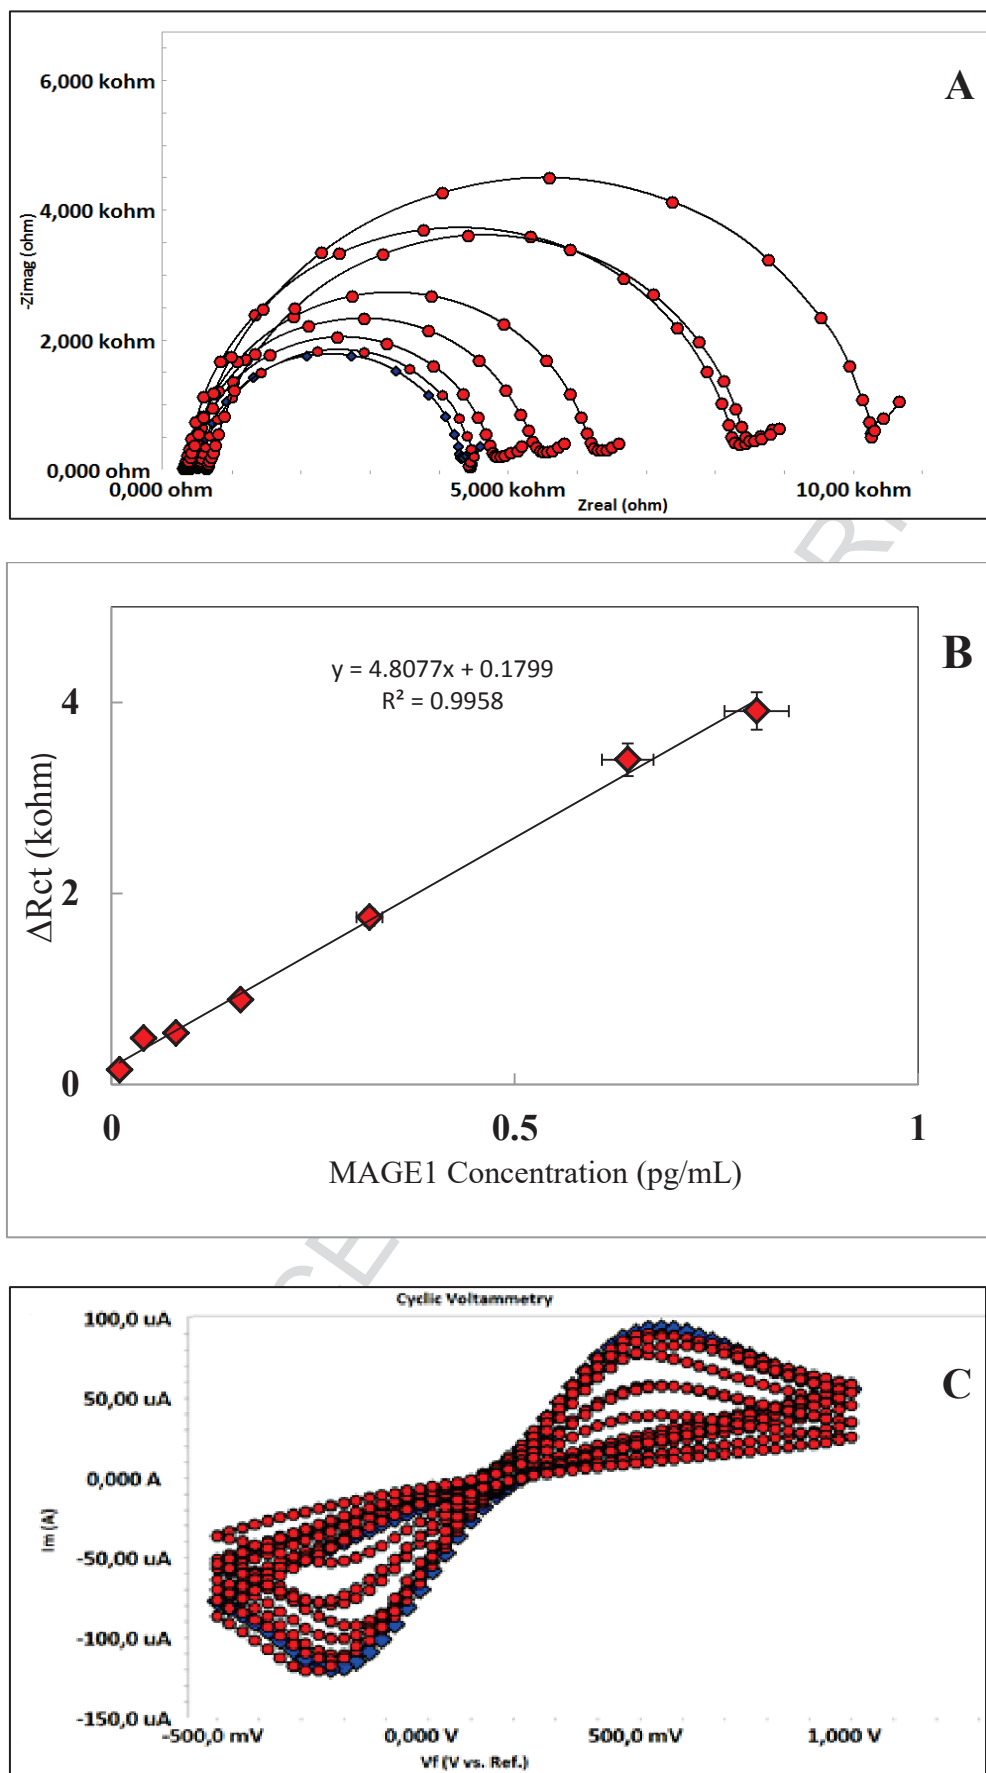 A
6,000 kohm
4,000 kohm
2,000 kohm
0,000 ohm
-Zimag (ohm)
0,000 ohm
5,000 kohm
10,00 kohm
Zreal (ohm)
B
y = 4.8077x + 0.1799
R² = 0.9958
4
2
0
ΔRct (kohm)
0
0.5
1
MAGE1 Concentration (pg/mL)
Cyclic Voltammetry
C
100,0 uA
50,00 uA
0,000 A
-50,00 uA
-100,0 uA
-150,0 uA
Im (A)
-500,0 mV
0,000 V
500,0 mV
1,000 V
Vf (V vs. Ref.)